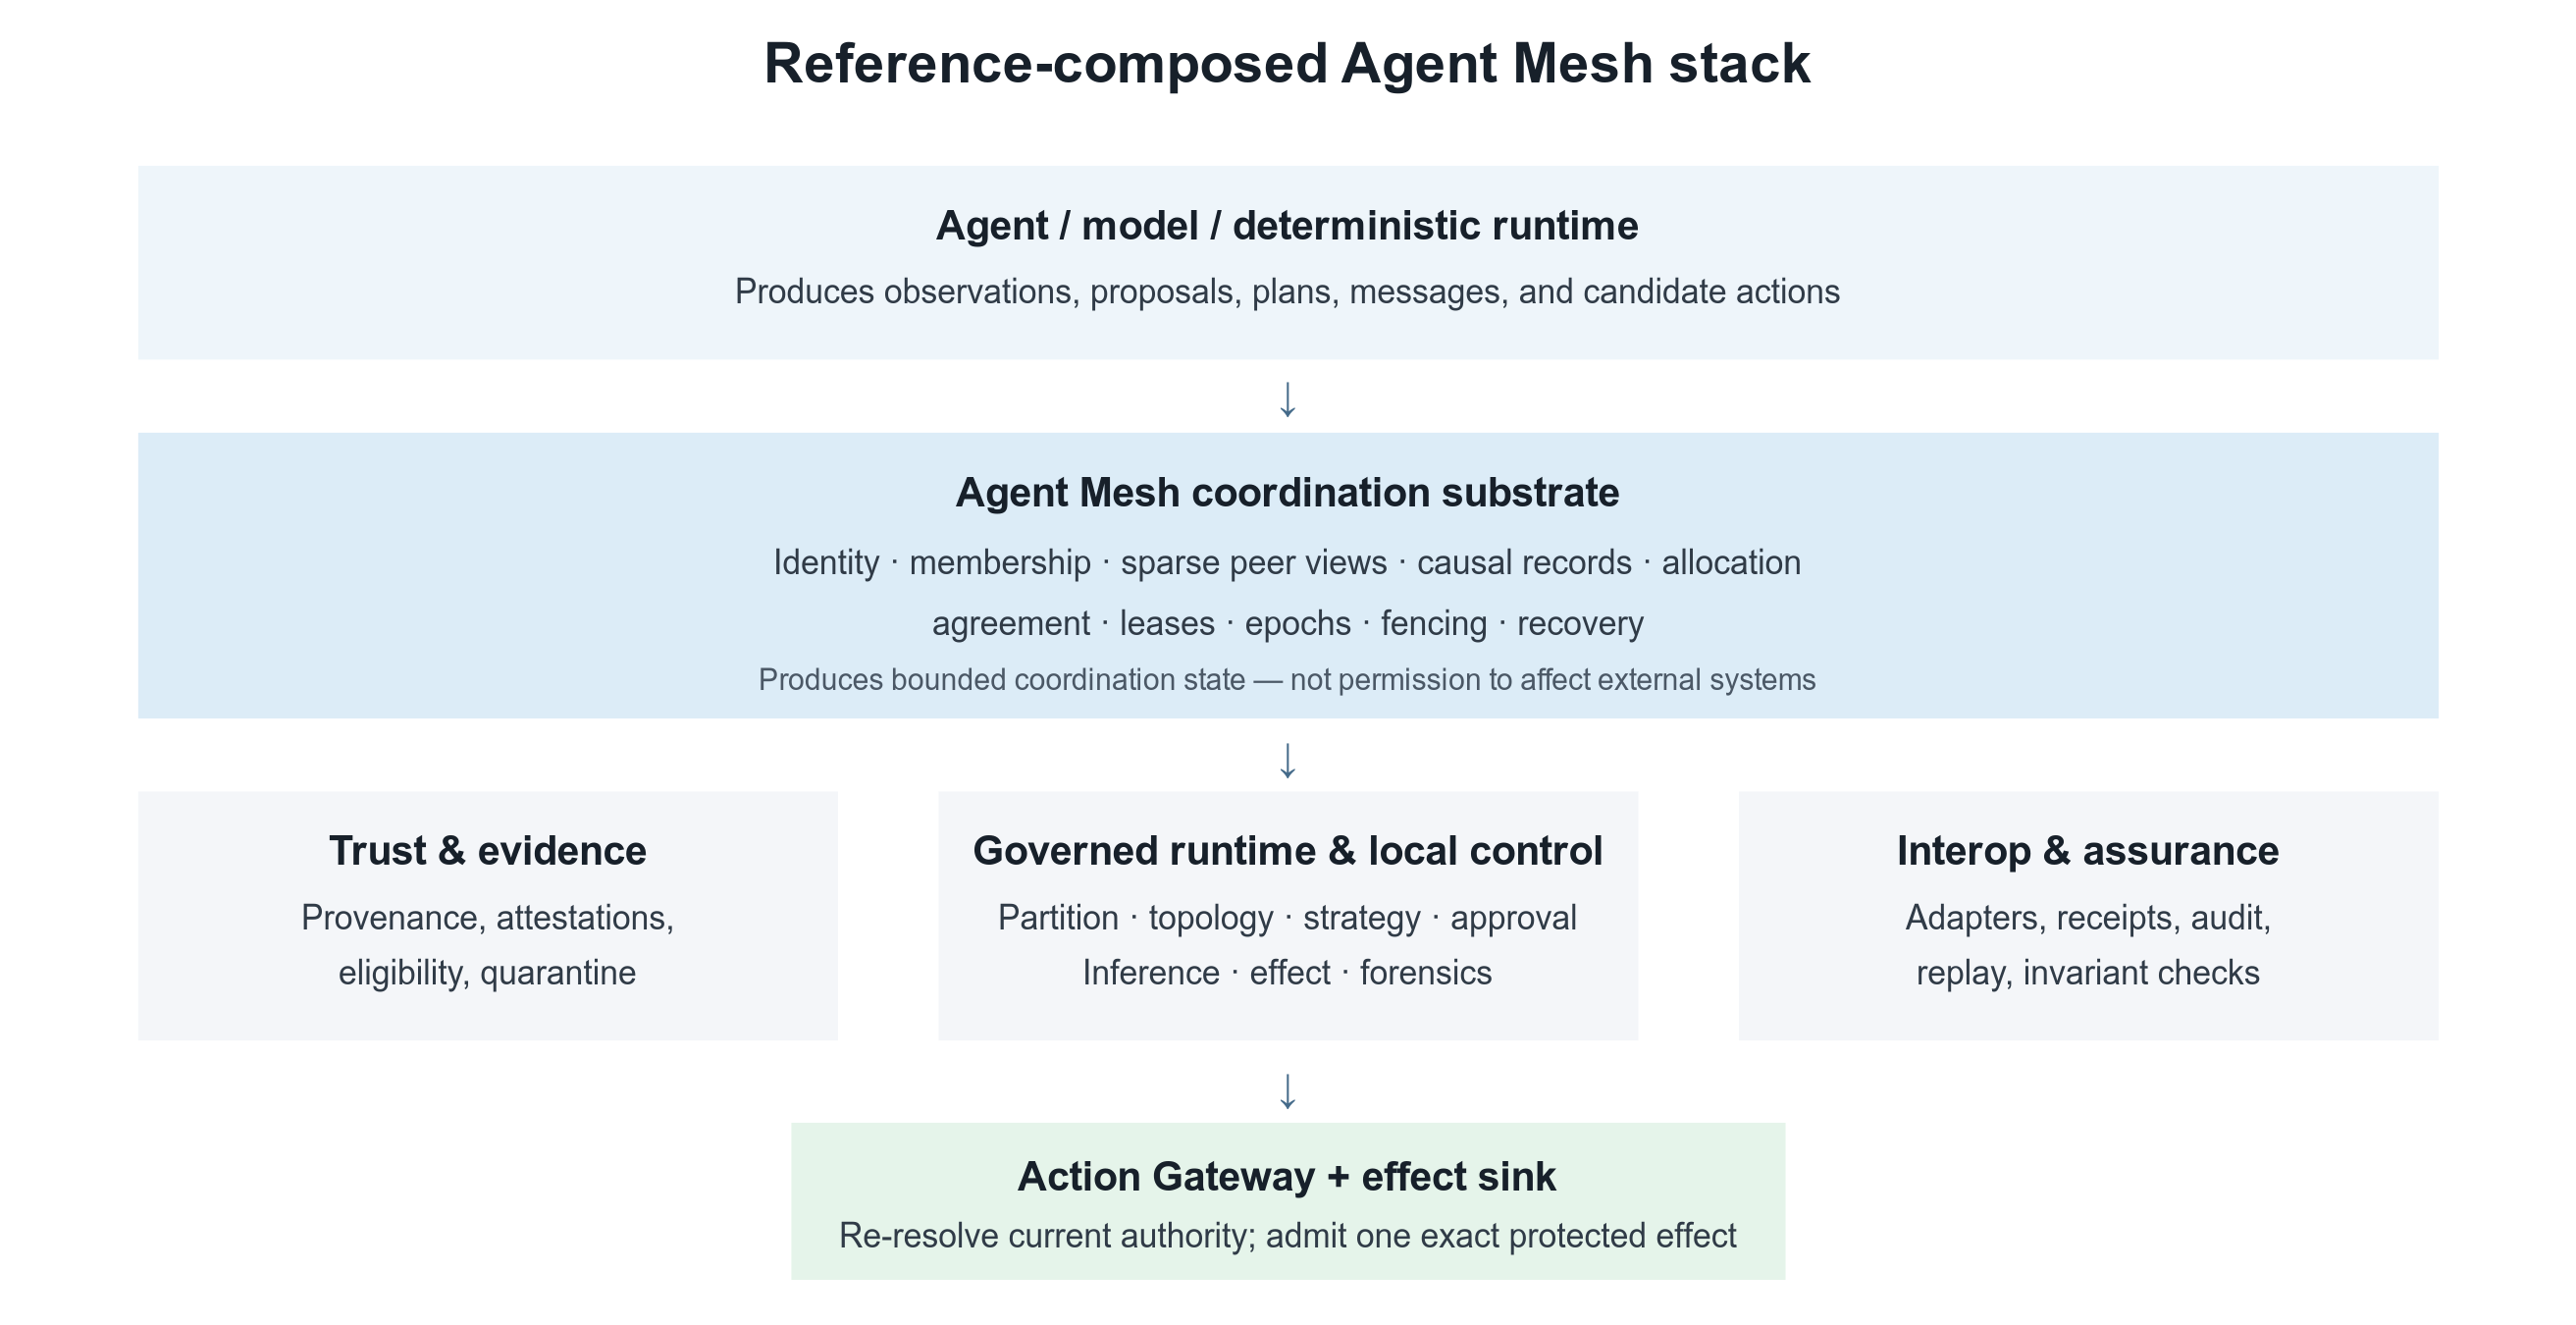 Reference-composed Agent Mesh stack
Agent / model / deterministic runtime
Produces observations, proposals, plans, messages, and candidate actions
↓
Agent Mesh coordination substrate
Identity · membership · sparse peer views · causal records · allocation
agreement · leases · epochs · fencing · recovery
Produces bounded coordination state — not permission to affect external systems
↓
Trust & evidence
Provenance, attestations,
eligibility, quarantine
Governed runtime & local control
Partition · topology · strategy · approval
Inference · effect · forensics
Interop & assurance
Adapters, receipts, audit,
replay, invariant checks
↓
Action Gateway + effect sink
Re-resolve current authority; admit one exact protected effect